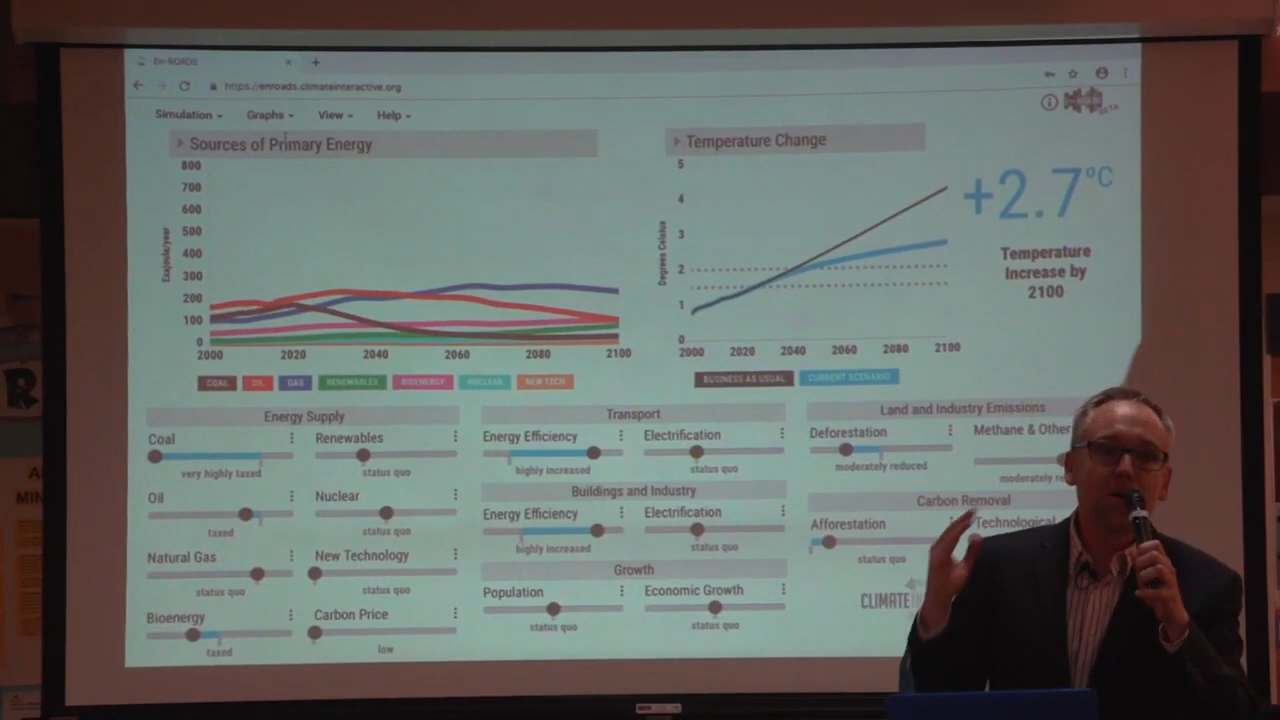 En-ROADS
https://enroads.climateinteractive.org
Simulation Graphs View Help
BETA
Sources of Primary Energy
800
700
600
500
400
300
200
100
0
Exajoule/year
2000 2020 2040 2060 2080 2100
COAL OIL GAS RENEWABLES BIOENERGY NUCLEAR NEW TECH
Temperature Change
5
4
3
2
1
0
Degrees Celsius
2000 2020 2040 2060 2080 2100
BUSINESS AS USUAL CURRENT SCENARIO
+2.7°C
Temperature
Increase by
2100
Energy Supply
Coal
very highly taxed
Renewables
status quo
Oil
taxed
Nuclear
status quo
Natural Gas
status quo
New Technology
status quo
Bioenergy
taxed
Carbon Price
low
Transport
Energy Efficiency
highly increased
Electrification
status quo
Buildings and Industry
Energy Efficiency
highly increased
Electrification
status quo
Growth
Population
status quo
Economic Growth
status quo
Land and Industry Emissions
Deforestation
moderately reduced
Methane & Other
moderately re
Carbon Removal
Afforestation
status quo
Technological
CLIMATE
R
A
MIN